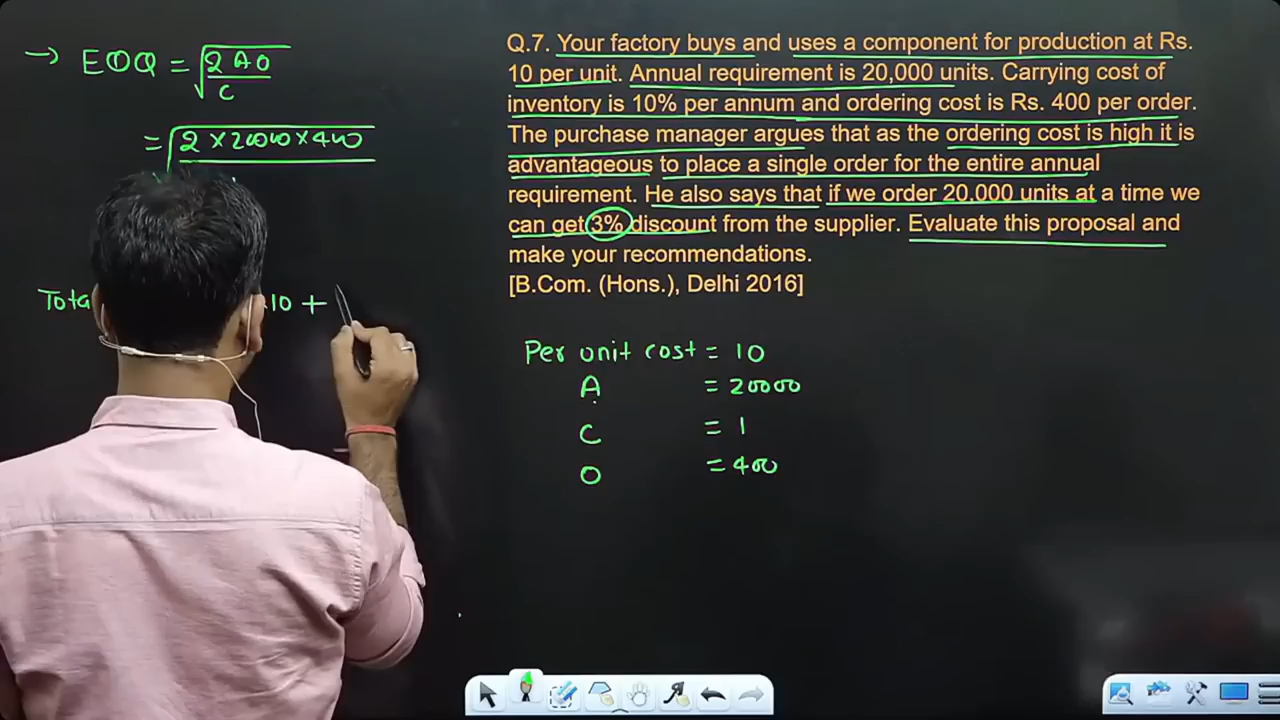 → EOQ = √2AO
C
= √2 × 20000 × 400
Tota 10 +
Q.7. Your factory buys and uses a component for production at Rs.
10 per unit. Annual requirement is 20,000 units. Carrying cost of
inventory is 10% per annum and ordering cost is Rs. 400 per order.
The purchase manager argues that as the ordering cost is high it is
advantageous to place a single order for the entire annual
requirement. He also says that if we order 20.000 units at a time we
can get 3% discount from the supplier. Evaluate this proposal and
make your recommendations.
[B.Com. (Hons.), Delhi 2016]
Per unit cost = 10
A = 20000
C = 1
O = 400